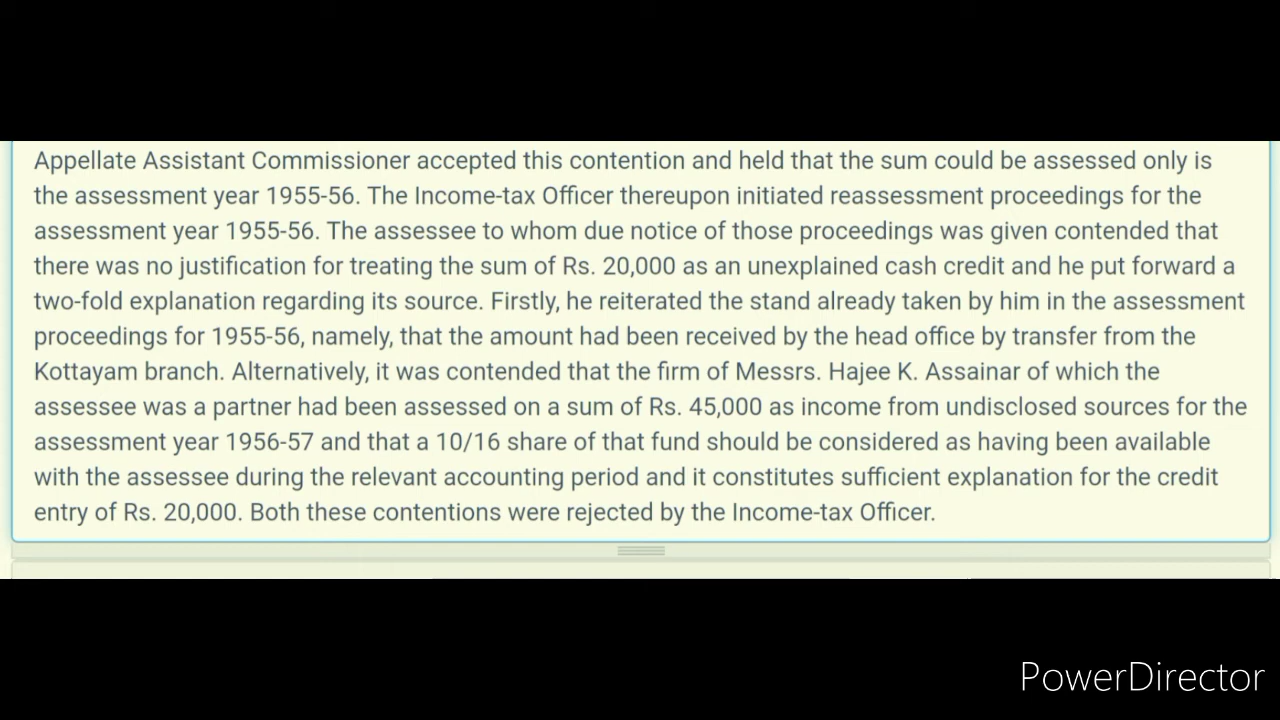 Appellate Assistant Commissioner accepted this contention and held that the sum could be assessed only is
the assessment year 1955-56. The Income-tax Officer thereupon initiated reassessment proceedings for the
assessment year 1955-56. The assessee to whom due notice of those proceedings was given contended that
there was no justification for treating the sum of Rs. 20,000 as an unexplained cash credit and he put forward a
two-fold explanation regarding its source. Firstly, he reiterated the stand already taken by him in the assessment
proceedings for 1955-56, namely, that the amount had been received by the head office by transfer from the
Kottayam branch. Alternatively, it was contended that the firm of Messrs. Hajee K. Assainar of which the
assessee was a partner had been assessed on a sum of Rs. 45,000 as income from undisclosed sources for the
assessment year 1956-57 and that a 10/16 share of that fund should be considered as having been available
with the assessee during the relevant accounting period and it constitutes sufficient explanation for the credit
entry of Rs. 20,000. Both these contentions were rejected by the Income-tax Officer.
PowerDirector